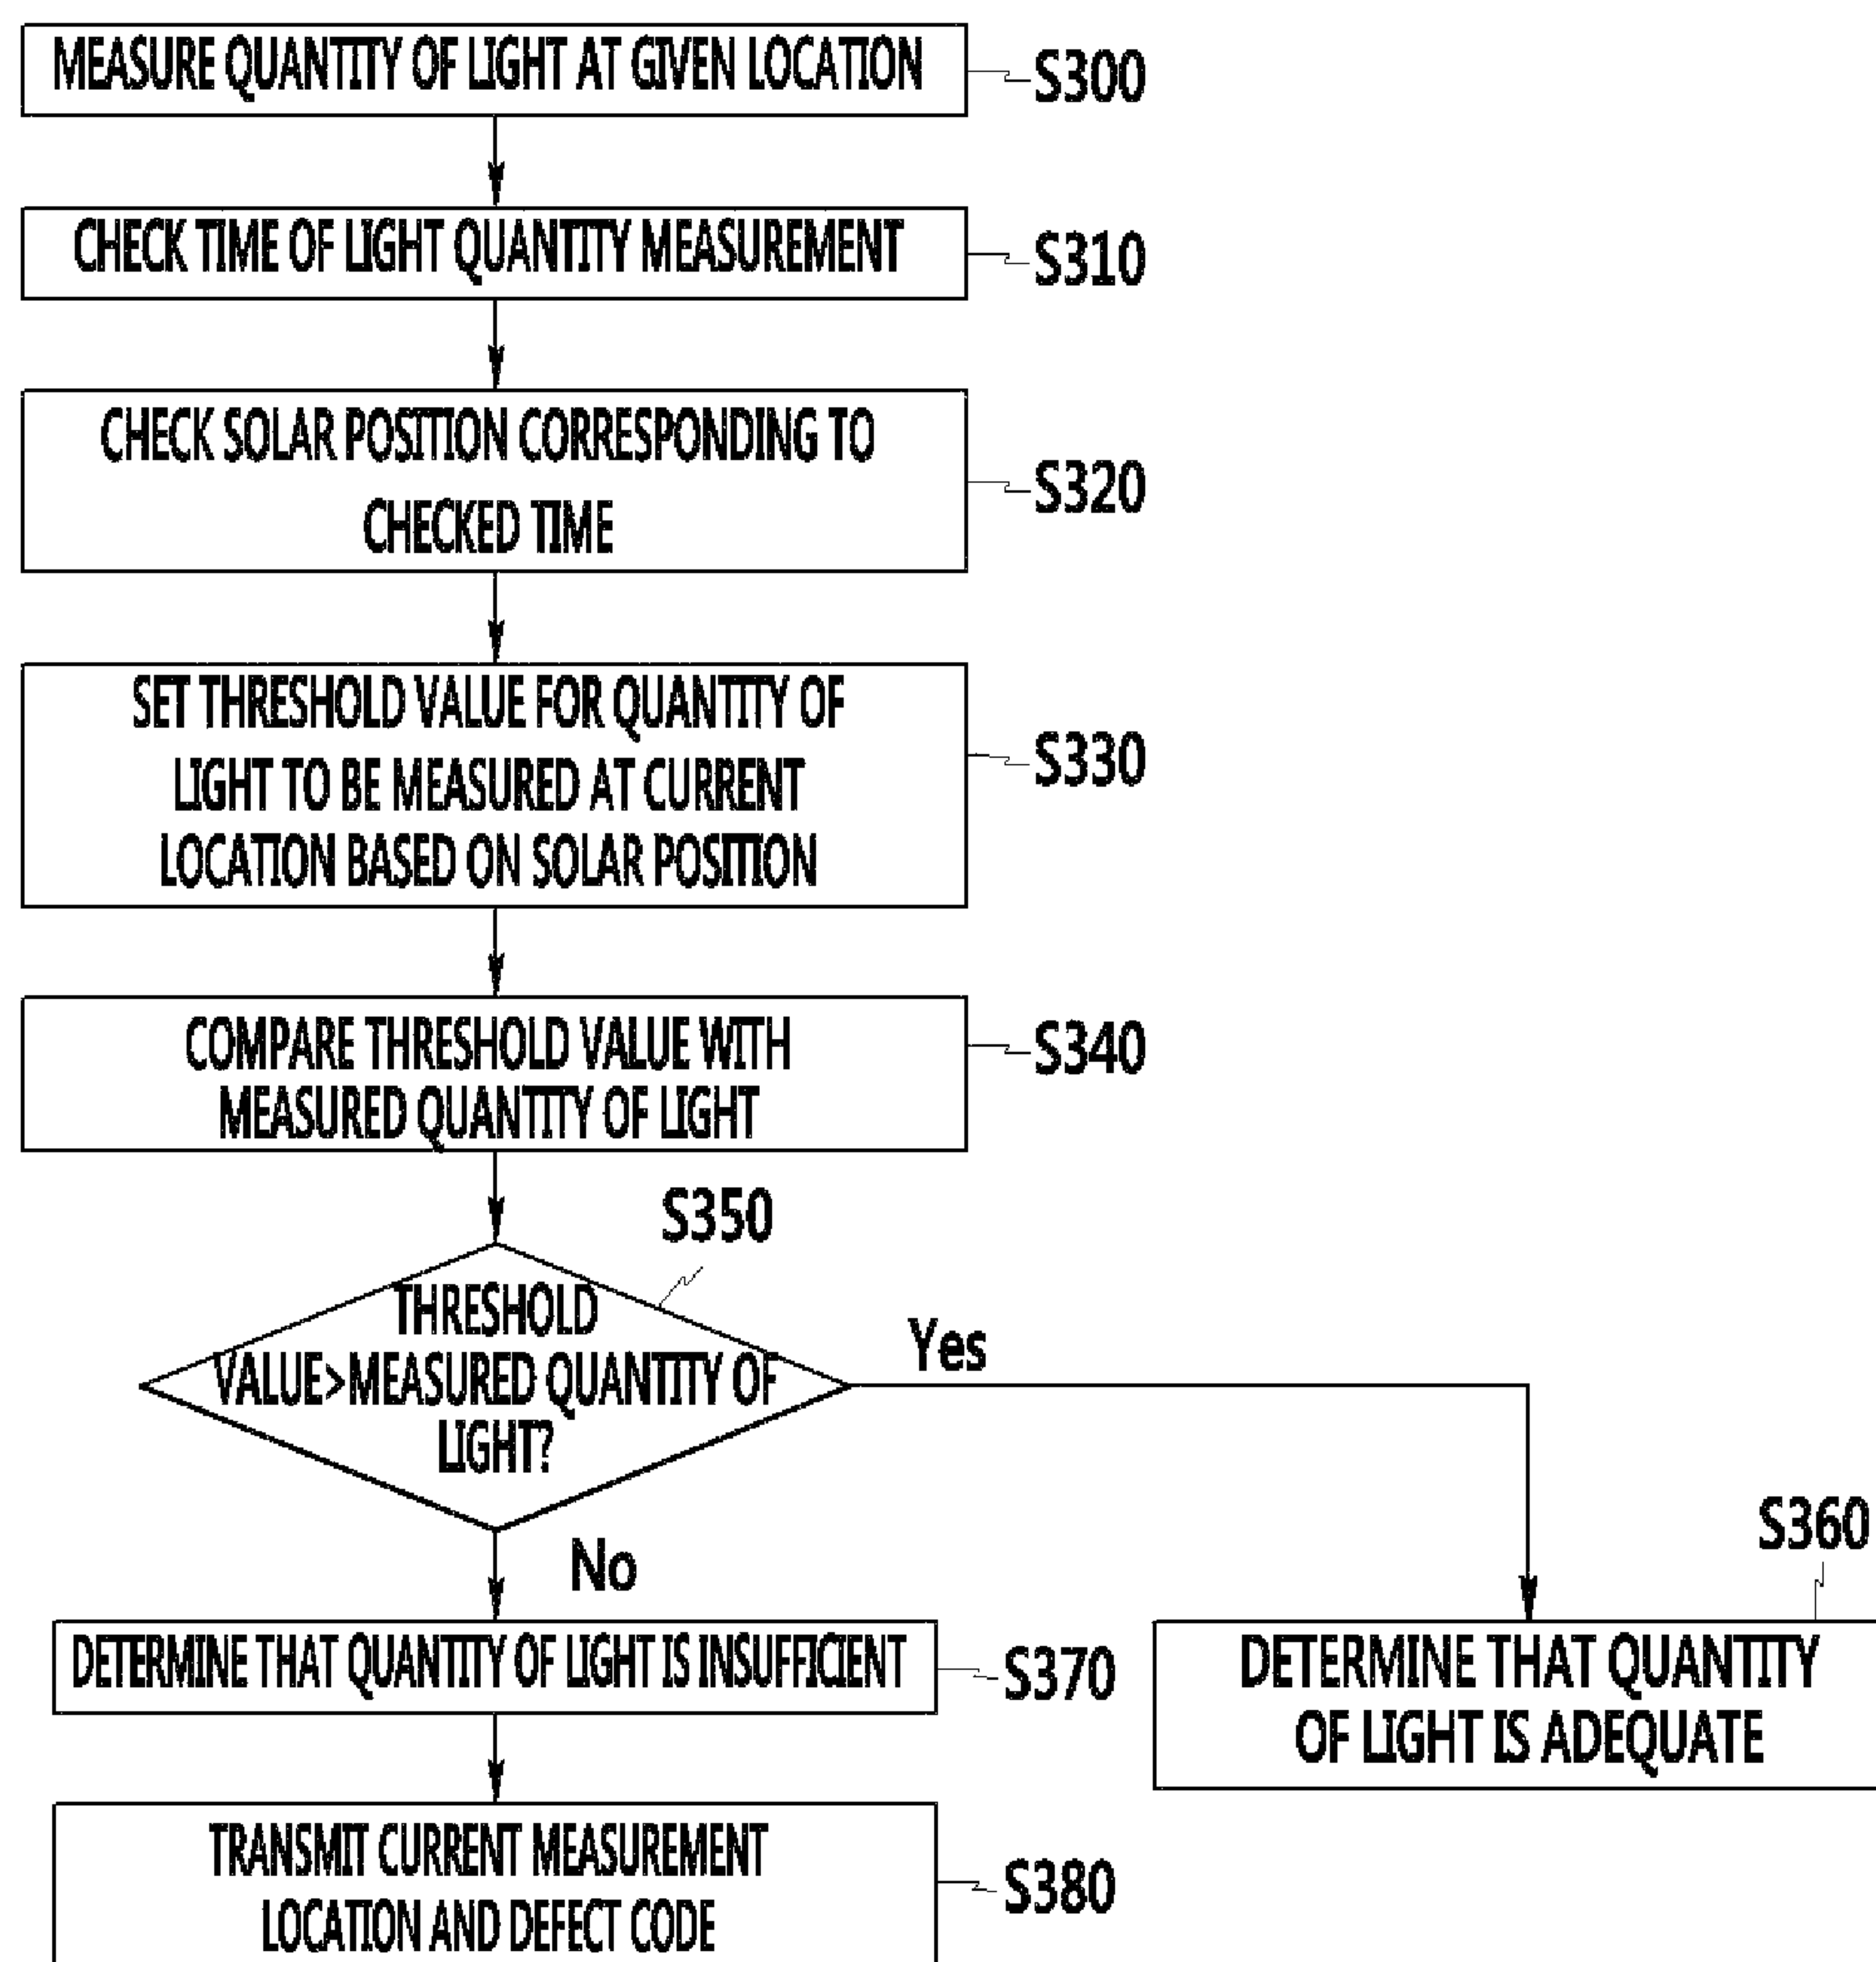 MEASURE QUANTITY OF LIGHT AT GIVEN LOCATION
S300
CHECK TIME OF LIGHT QUANTITY MEASUREMENT
S310
CHECK SOLAR POSITION CORRESPONDING TO
CHECKED TIME
S320
SET THRESHOLD VALUE FOR QUANTITY OF
LIGHT TO BE MEASURED AT CURRENT
LOCATION BASED ON SOLAR POSITION
S330
COMPARE THRESHOLD VALUE WITH
MEASURED QUANTITY OF LIGHT
S340
S350
THRESHOLD
VALUE>MEASURED QUANTITY OF
LIGHT?
Yes
No
S360
DETERMINE THAT QUANTITY OF LIGHT IS INSUFFICIENT
S370
DETERMINE THAT QUANTITY
OF LIGHT IS ADEQUATE
TRANSMIT CURRENT MEASUREMENT
LOCATION AND DEFECT CODE
S380